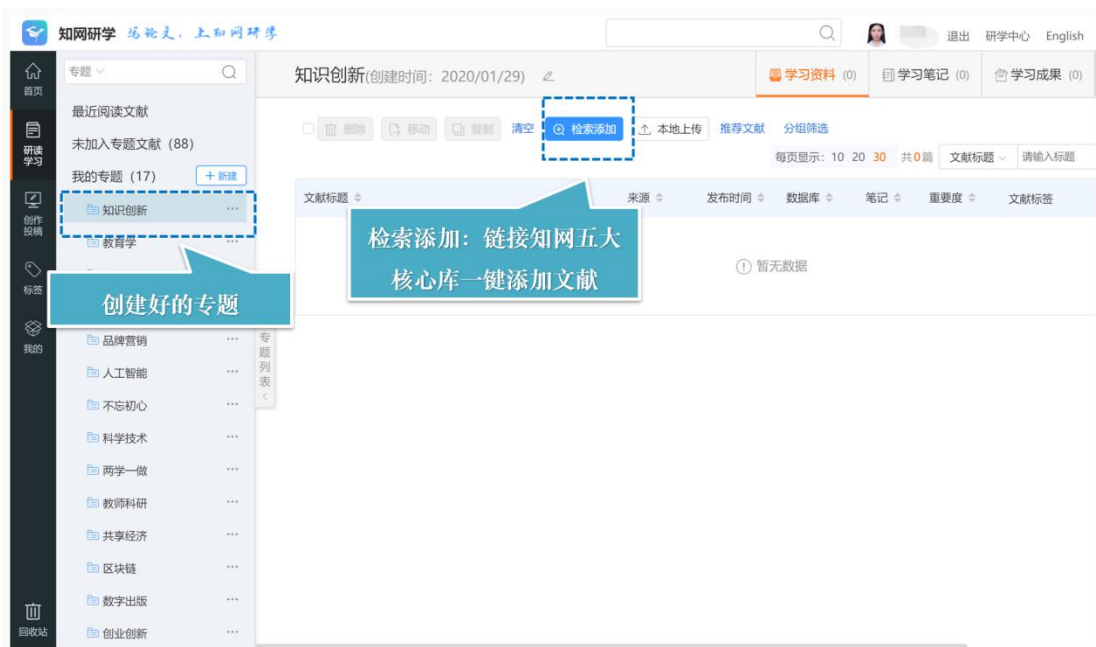 知网研学 写论文，上知网研学
退出 研学中心 English
首页
研读学习
创作投稿
标签
我的
回收站
专题
最近阅读文献
未加入专题文献（88）
我的专题（17） +新建
知识创新 ···
教育学 ···
创建好的专题
品牌营销 ···
人工智能 ···
不忘初心 ···
科学技术 ···
两学一做 ···
教师科研 ···
共享经济 ···
区块链 ···
数字出版 ···
创业创新 ···
专题列表 <
知识创新(创建时间：2020/01/29)
学习资料 (0) 学习笔记 (0) 学习成果 (0)
删除 移动 复制 清空 检索添加 本地上传 推荐文献 分组筛选
每页显示：10 20 30 共0篇 文献标题 请输入标题
文献标题 来源 发布时间 数据库 笔记 重要度 文献标签
检索添加：链接知网五大
核心库一键添加文献
暂无数据